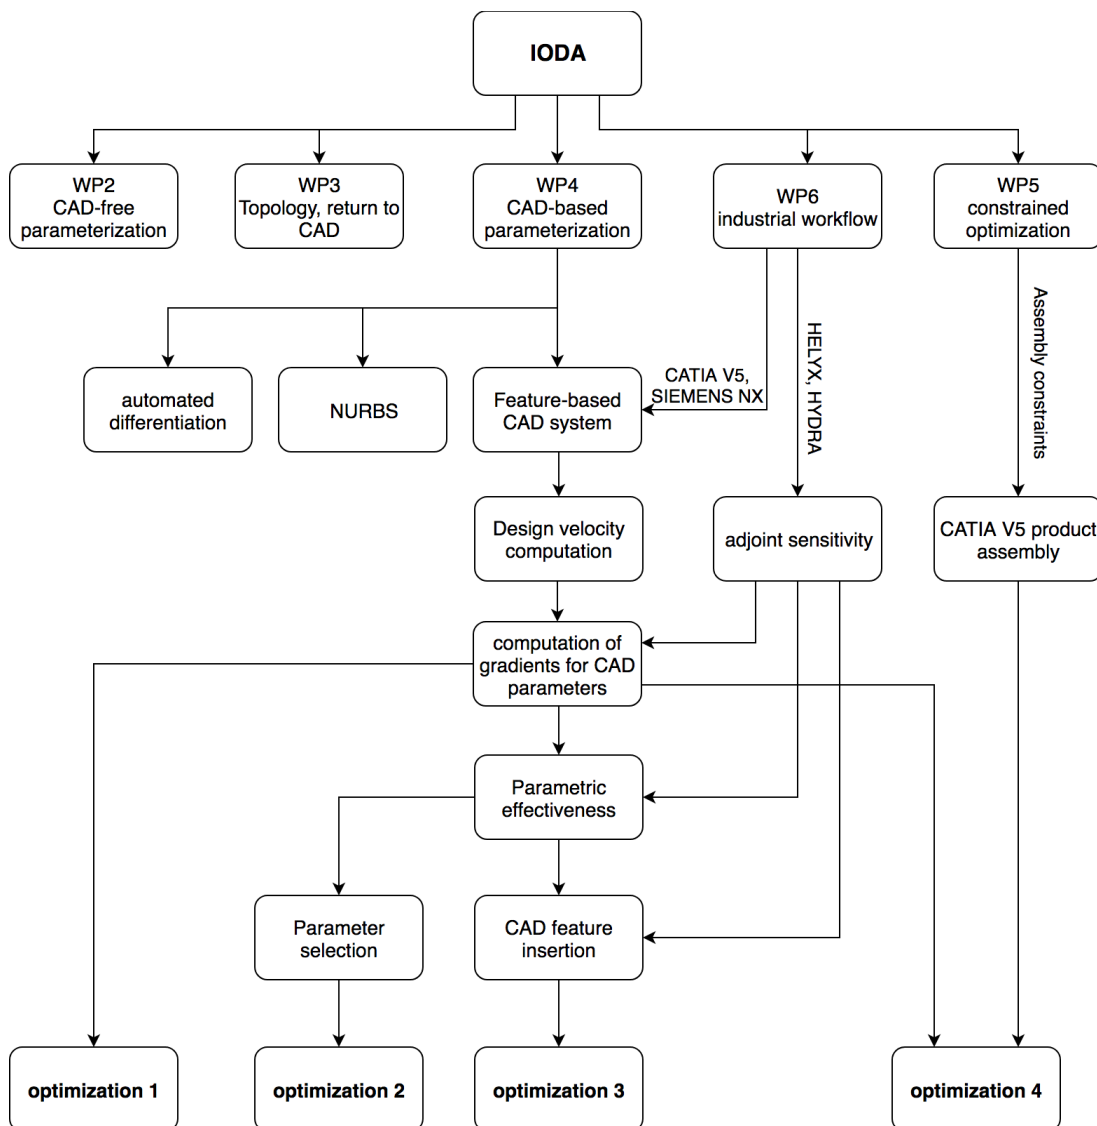 IODA
WP2
CAD-free
parameterization
WP3
Topology, return to
CAD
WP4
CAD-based
parameterization
WP6
industrial workflow
WP5
constrained
optimization
automated
differentiation
NURBS
Feature-based
CAD system
CATIA V5,
SIEMENS NX
HELYX, HYDRA
Assembly constraints
Design velocity
computation
adjoint sensitivity
CATIA V5 product
assembly
computation of
gradients for CAD
parameters
Parametric
effectiveness
Parameter
selection
CAD feature
insertion
optimization 1
optimization 2
optimization 3
optimization 4